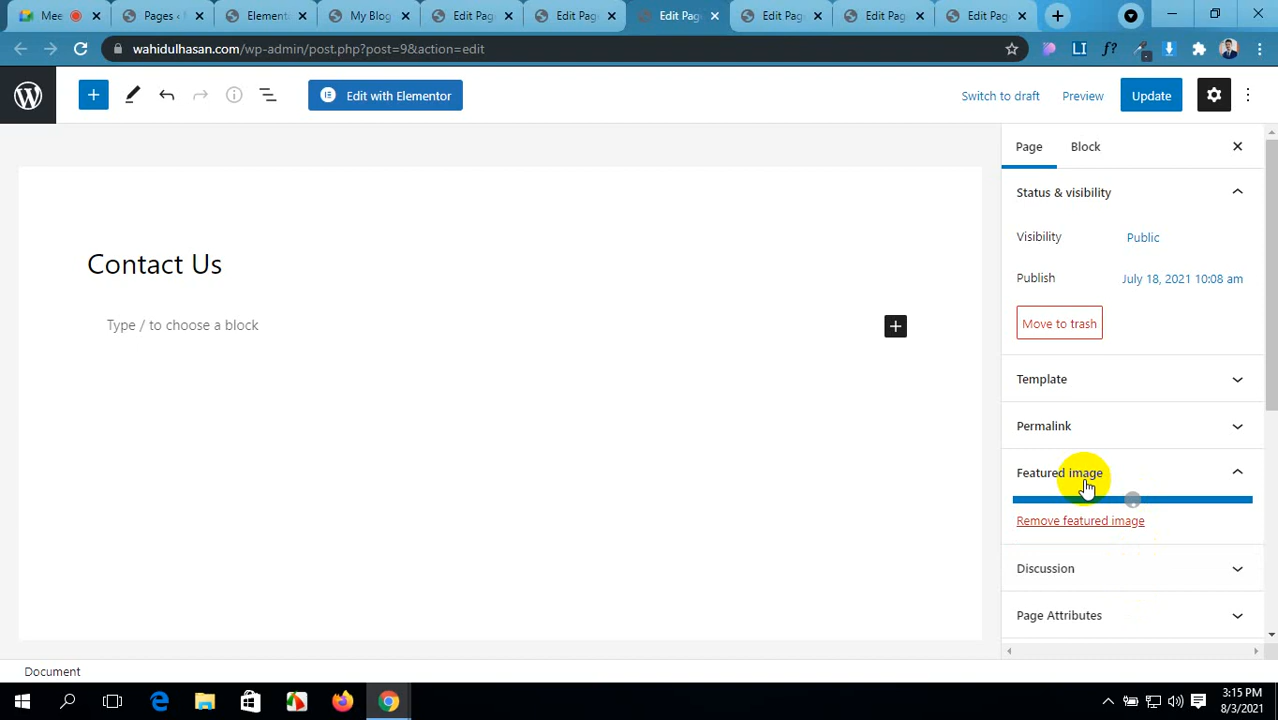 Mee
Pages ‹
Element
My Blog
Edit Pag
Edit Pag
Edit Pag
Edit Pag
Edit Pag
Edit Pag
wahidulhasan.com/wp-admin/post.php?post=9&action=edit
LI
f?
Edit with Elementor
Switch to draft
Preview
Update
Page
Block
Status & visibility
Visibility
Public
Contact Us
Publish
July 18, 2021 10:08 am
Type / to choose a block
Move to trash
Template
Permalink
Featured image
Remove featured image
Discussion
Page Attributes
Document
3:15 PM
8/3/2021